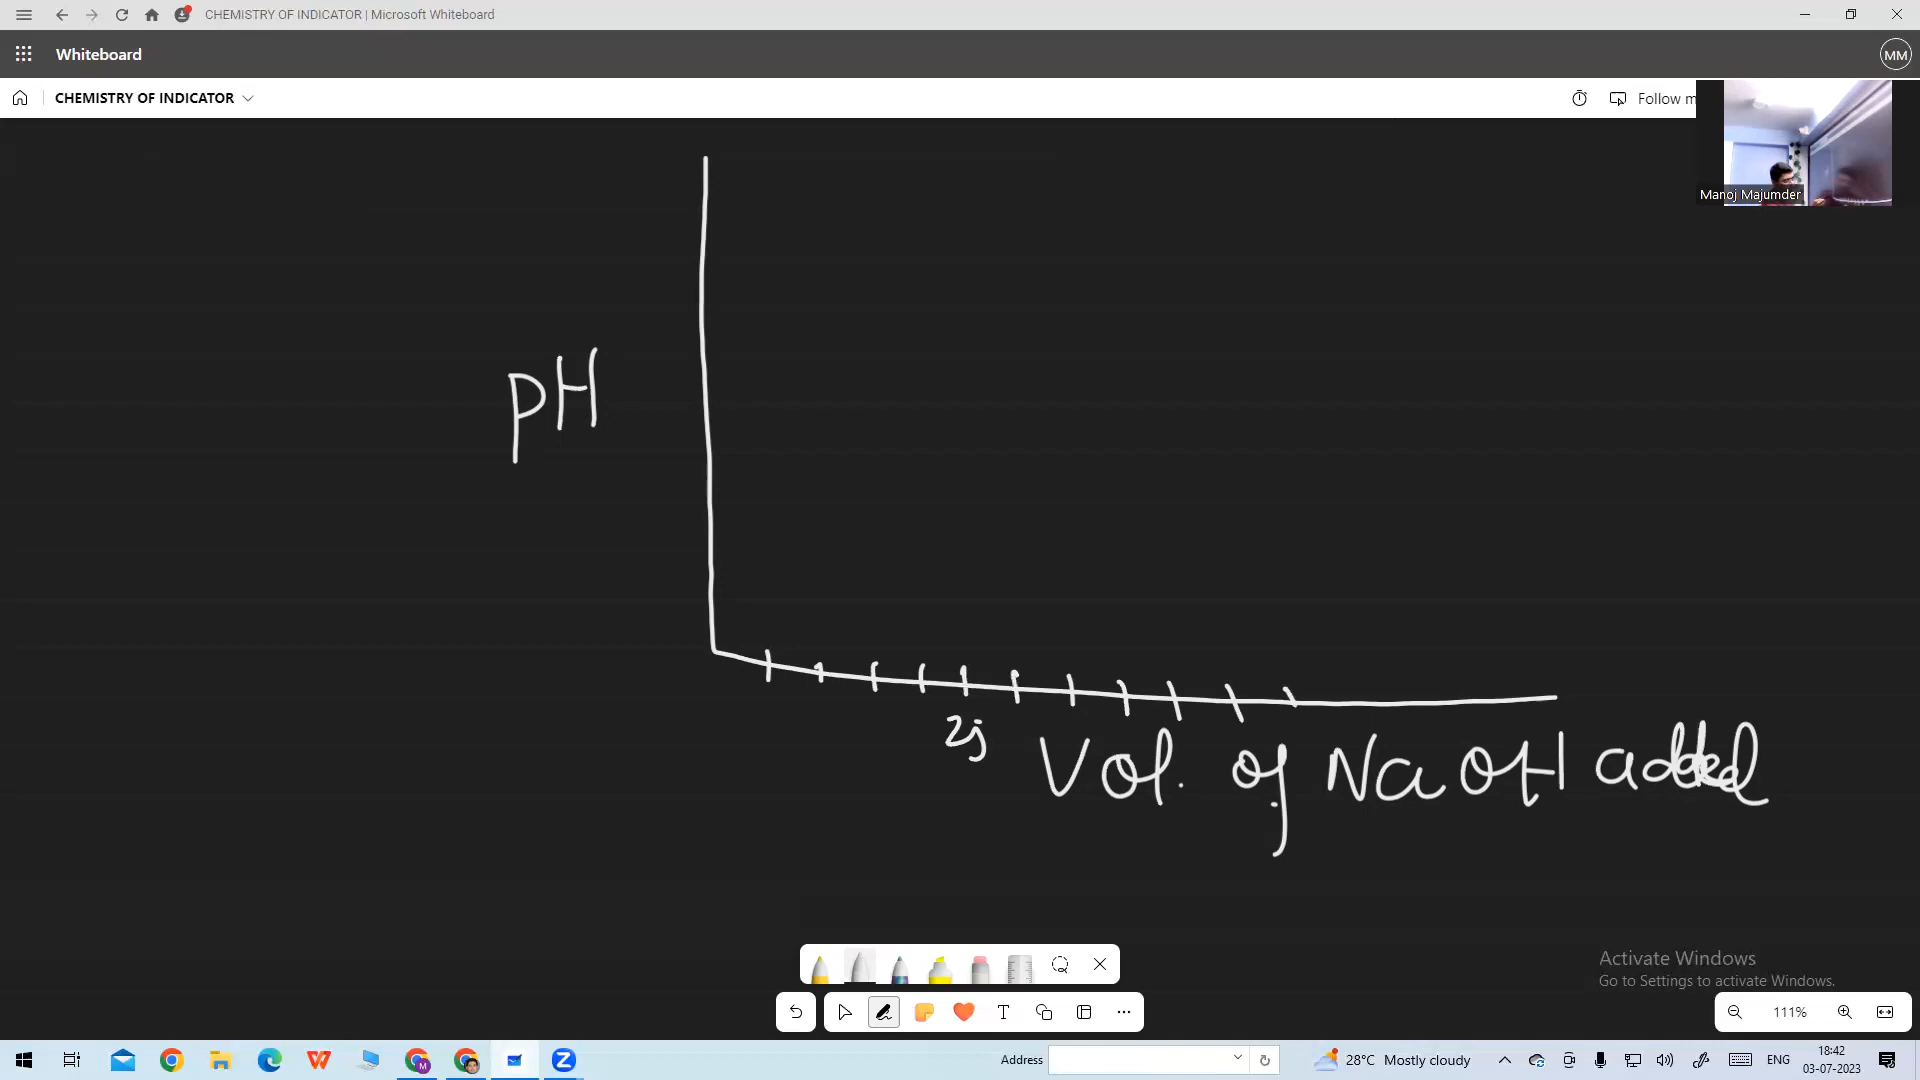 CHEMISTRY OF INDICATOR | Microsoft Whiteboard
Whiteboard
MM
CHEMISTRY OF INDICATOR
Follow m
Manoj Majumder
pH
Vol. of NaOH added
Activate Windows
Go to Settings to activate Windows.
111%
Address
28°C Mostly cloudy
ENG
18:42
03-07-2023